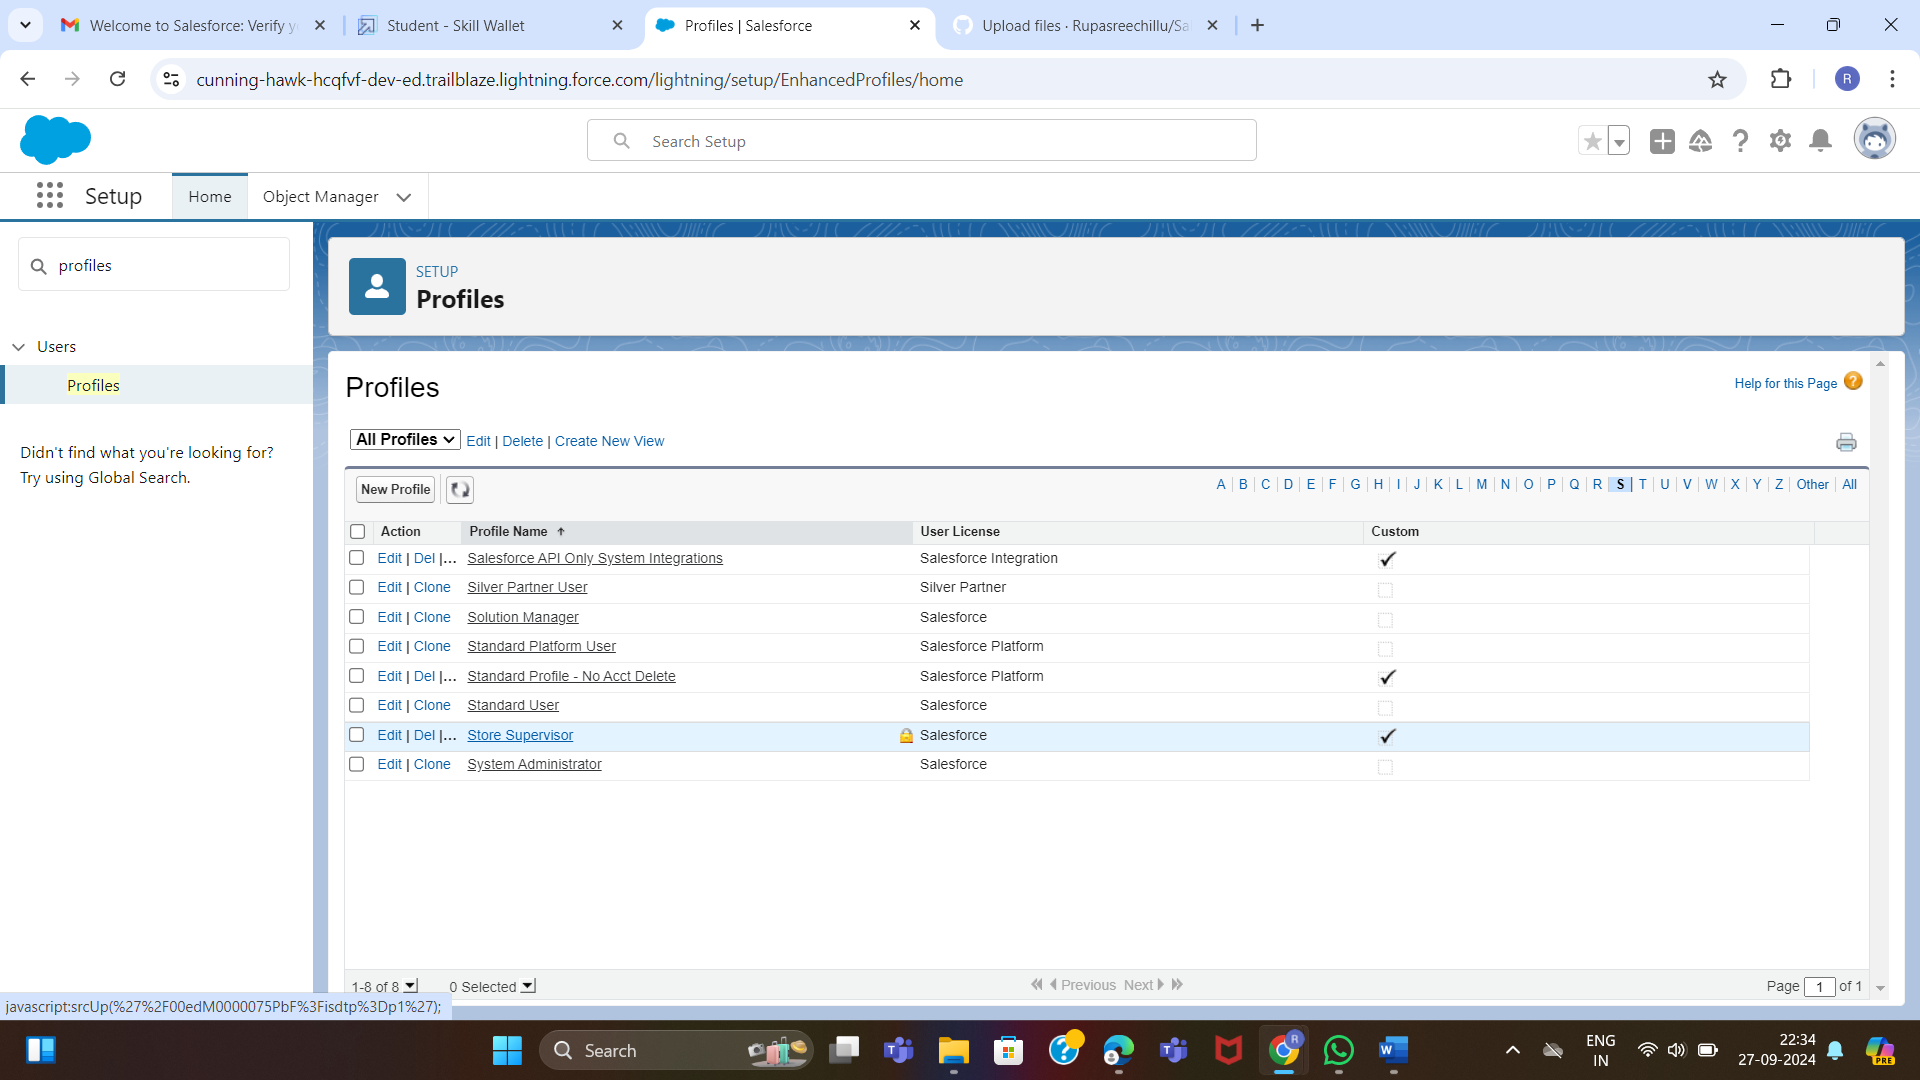 Welcome to Salesforce: Verify y
Student - Skill Wallet
Profiles | Salesforce
Upload files · Rupasreechillu/Sa
cunning-hawk-hcqfvf-dev-ed.trailblaze.lightning.force.com/lightning/setup/EnhancedProfiles/home
R
Search Setup
Setup
Home
Object Manager
profiles
Users
Profiles
Didn't find what you're looking for?
Try using Global Search.
SETUP
Profiles
Profiles
Help for this Page ?
All Profiles Edit | Delete | Create New View
New Profile
A | B | C | D | E | F | G | H | I | J | K | L | M | N | O | P | Q | R | S | T | U | V | W | X | Y | Z | Other | All
Action Profile Name ↑ User License Custom
Edit | Del |... Salesforce API Only System Integrations Salesforce Integration ✓
Edit | Clone Silver Partner User Silver Partner
Edit | Clone Solution Manager Salesforce
Edit | Clone Standard Platform User Salesforce Platform
Edit | Del |... Standard Profile - No Acct Delete Salesforce Platform ✓
Edit | Clone Standard User Salesforce
Edit | Del |... Store Supervisor Salesforce ✓
Edit | Clone System Administrator Salesforce
1-8 of 8 0 Selected Previous Next Page 1 of 1
javascript:srcUp(%27%2F00edM0000075PbF%3Fisdtp%3Dp1%27);
Search
R
ENG
IN
22:34
27-09-2024
PRE